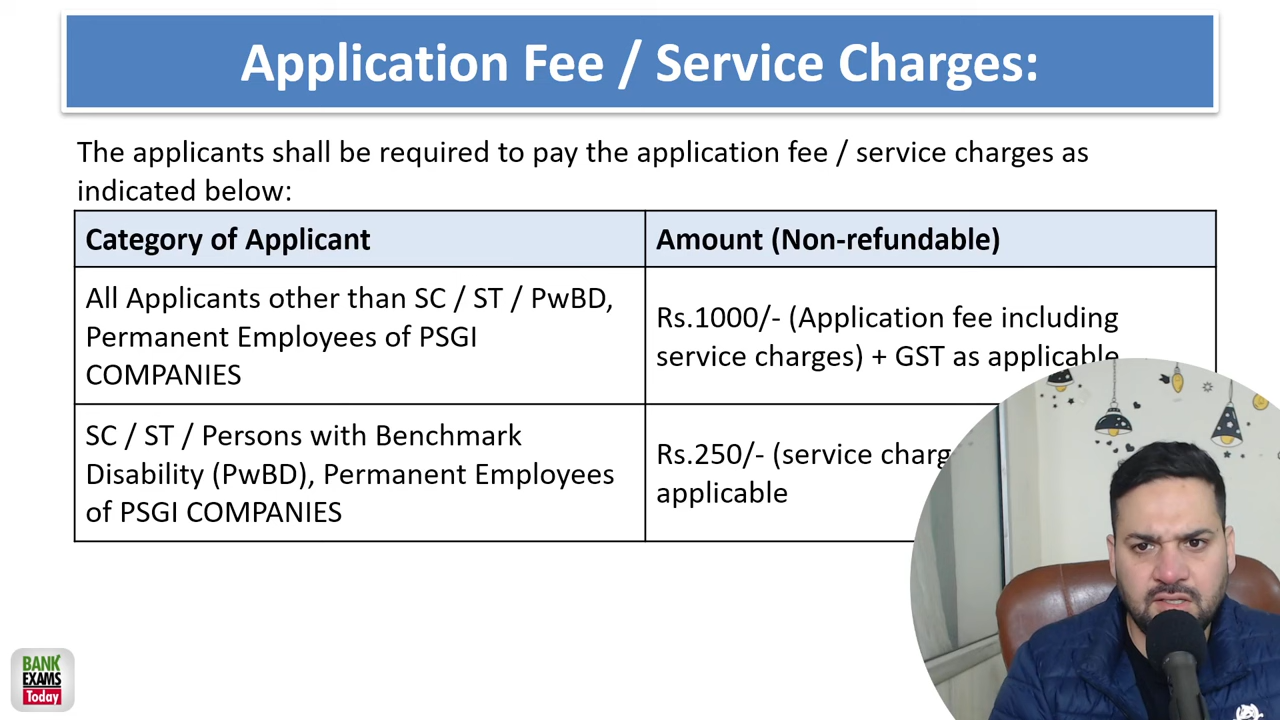 Application Fee / Service Charges:
The applicants shall be required to pay the application fee / service charges as
indicated below:
Category of Applicant
Amount (Non-refundable)
All Applicants other than SC / ST / PwBD,
Permanent Employees of PSGI
COMPANIES
Rs.1000/- (Application fee including
service charges) + GST as applicable
SC / ST / Persons with Benchmark
Disability (PwBD), Permanent Employees
of PSGI COMPANIES
Rs.250/- (service charg
applicable
BANK
EXAMS
Today